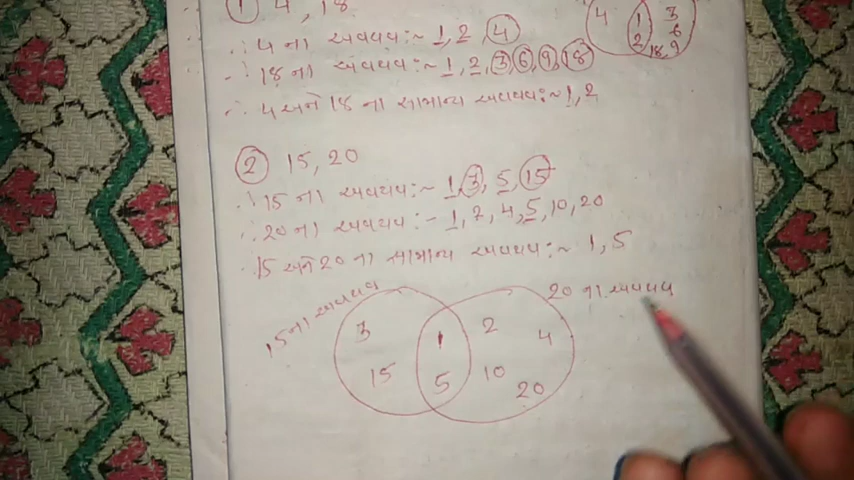 ① 4, 18
∴ 4 ના અવયવ:~ 1, 2, 4
∴ 18 ના અવયવ:~ 1, 2, 3, 6, 9, 18
∴ 4 અને 18 ના સામાન્ય અવયવ:~ 1, 2
4 1 2 3 6 18, 9
② 15, 20
∴ 15 ના અવયવ:~ 1, 3, 5, 15
∴ 20 ના અવયવ:- 1, 2, 4, 5, 10, 20
∴ 15 અને 20 ના સામાન્ય અવયવ:~ 1, 5
15 ના અવયવ 20 ના અવયવ
3 1 2 4
15 5 10 20